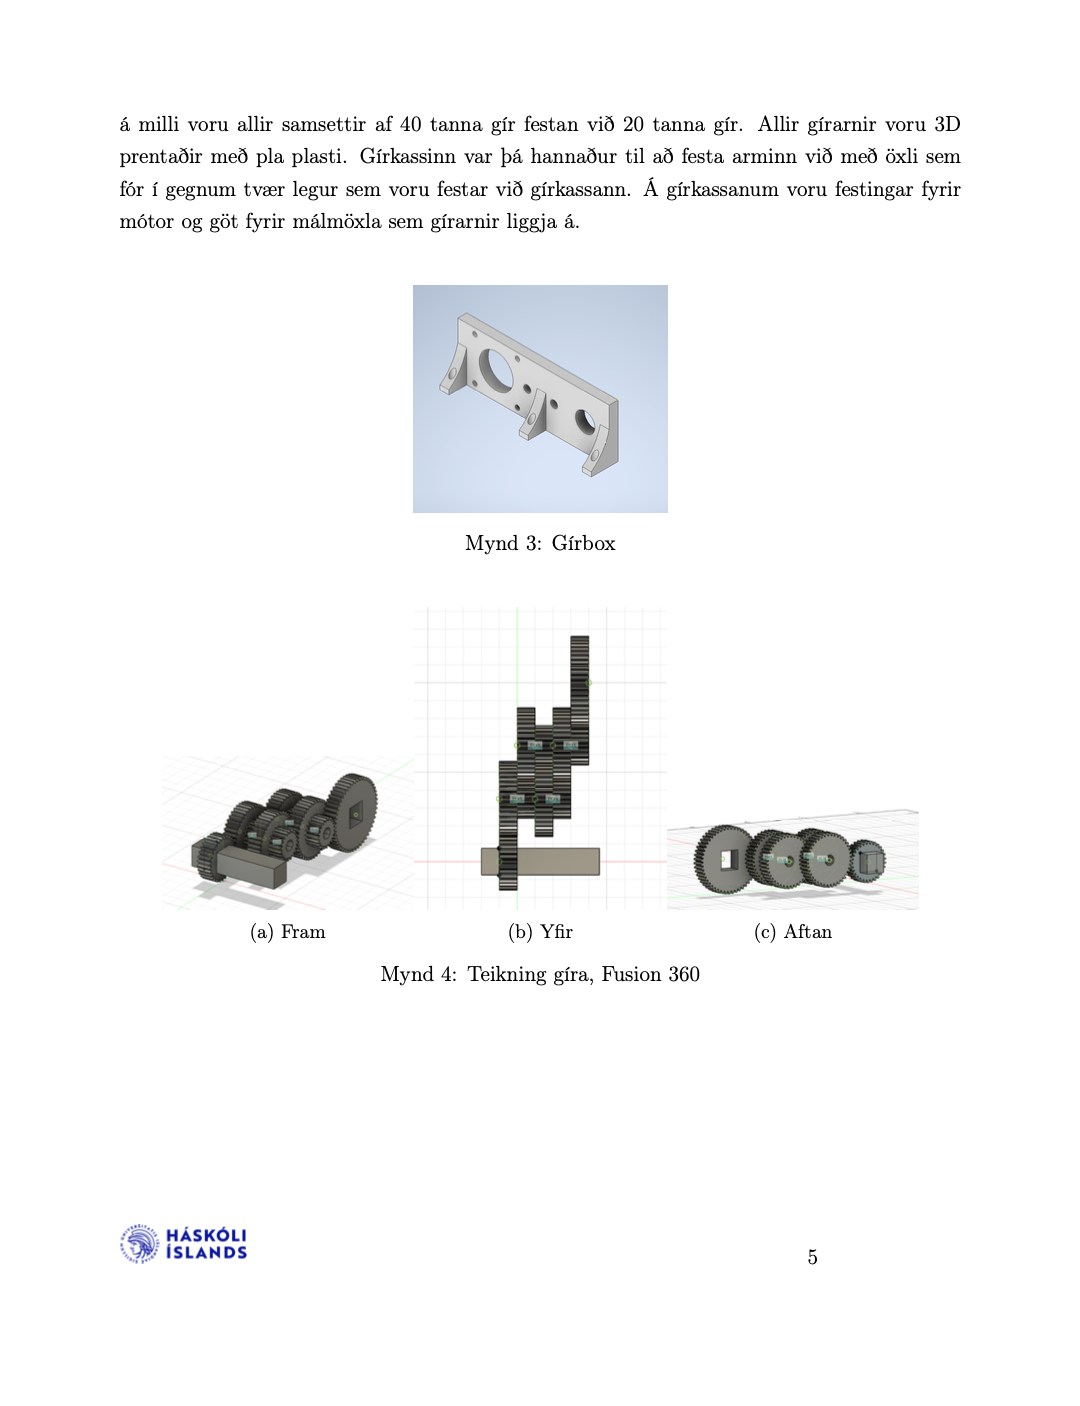 á milli voru allir samsettir af 40 tanna gír festan við 20 tanna gír. Allir gírarnir voru 3D
prentaðir með pla plasti. Gírkassinn var þá hannaður til að festa arminn við með öxli sem
fór í gegnum tvær legur sem voru festar við gírkassann. Á gírkassanum voru festingar fyrir
mótor og göt fyrir málmöxla sem gírarnir liggja á.
Mynd 3: Gírbox
(a) Fram
(b) Yfir
(c) Aftan
Mynd 4: Teikning gíra, Fusion 360
HÁSKÓLI
ÍSLANDS
5